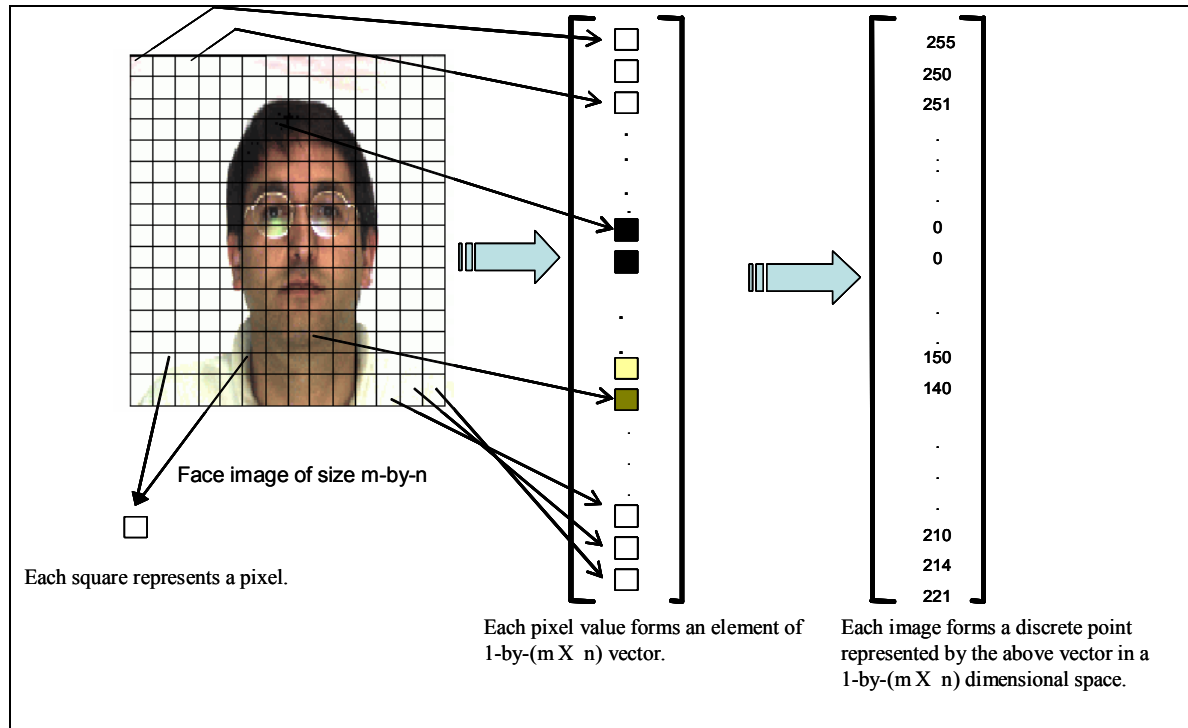 Face image of size m-by-n
Each square represents a pixel.
Each pixel value forms an element of
1-by-(m X n) vector.
255
250
251
.
.
.
.
0
0
.
.
150
140
.
.
.
210
214
221
Each image forms a discrete point
represented by the above vector in a
1-by-(m X n) dimensional space.